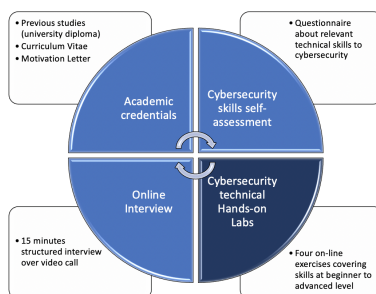 • Previous studies
(university diploma)
• Curriculum Vitae
• Motivation Letter
• Questionnaire
about relevant
technical skills to
cybersecurity
Academic
credentials
Cybersecurity
skills self-
assessment
Online
Interview
Cybersecurity
technical
Hands-on
Labs
• 15 minutes
structured interview
over video call
• Four on-line
exercises covering
skills at beginner to
advanced level